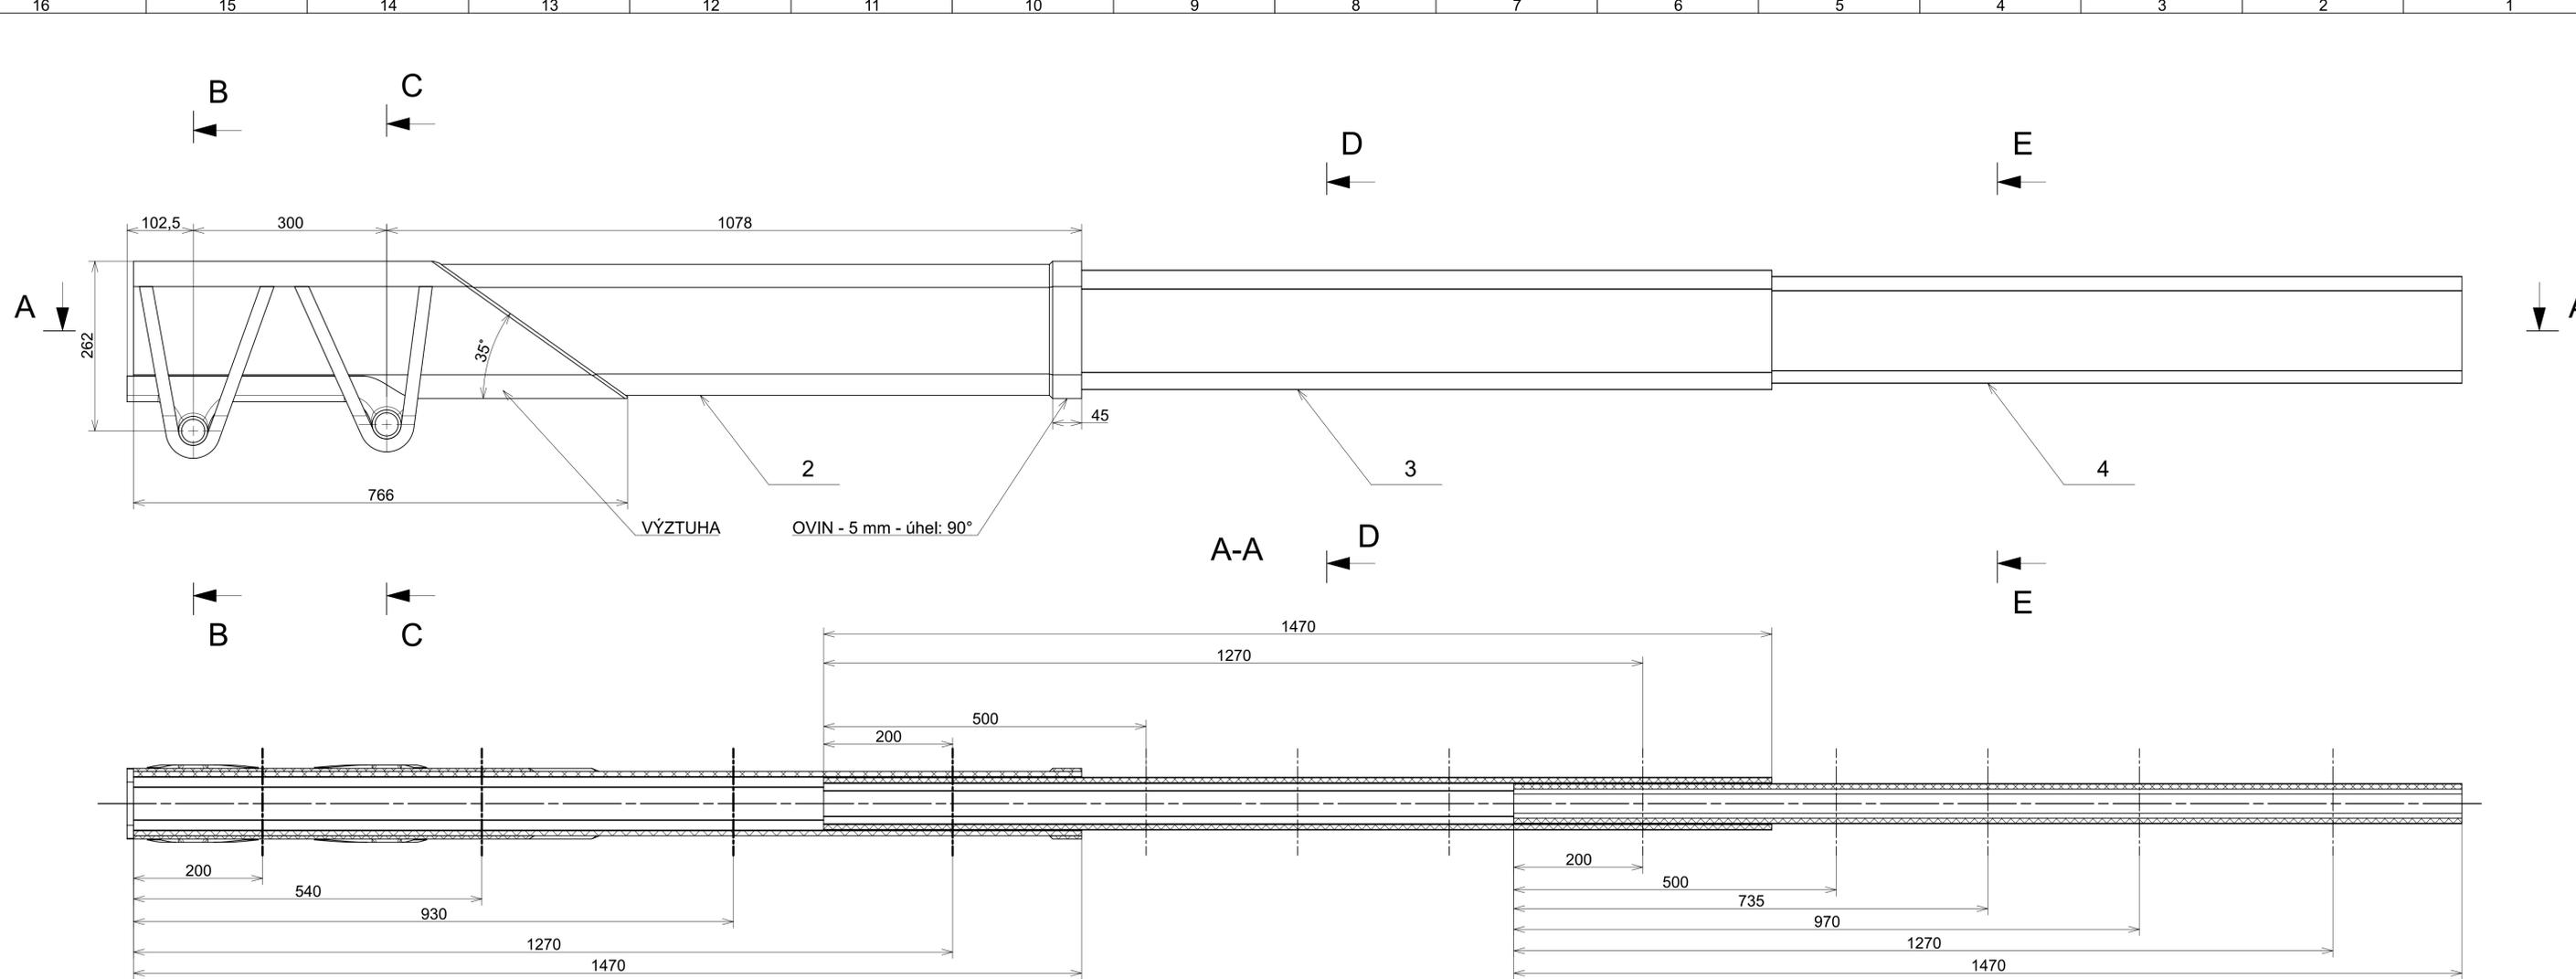 16 15 14 13 12 11 10 9 8 7 6 5 4 3 2 1
B C
D E
102,5 300 1078
A A
262
35°
45
2 3 4
766
VÝZTUHA OVIN - 5 mm - úhel: 90°
A-A D
B C E
1470
1270
500
200
200 200
540 500
930 735
970
1270 1270
1470 1470